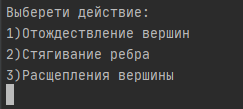 Выберети действие:
1)Отождествление вершин
2)Стягивание ребра
3)Расщепления вершины